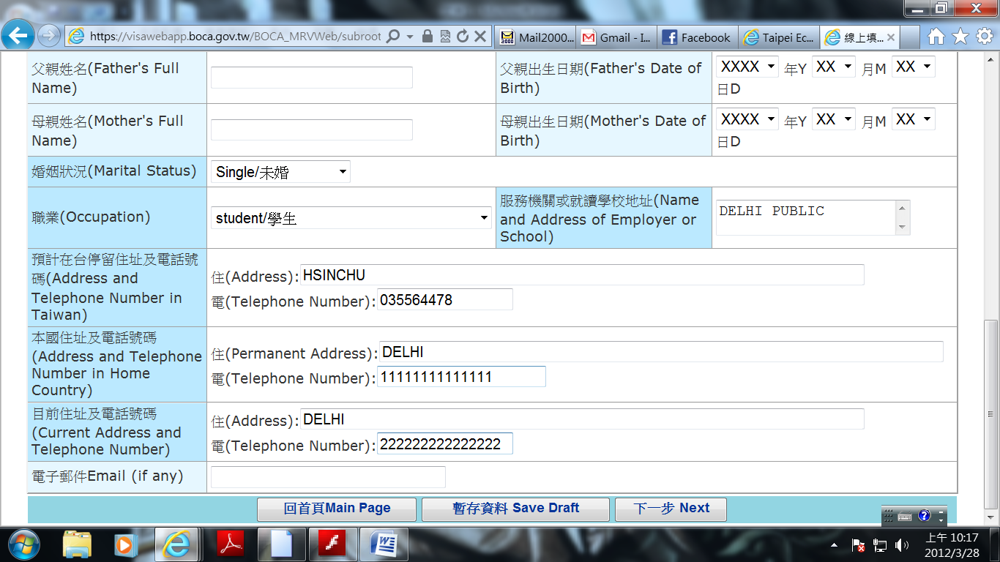 https://visawebapp.boca.gov.tw/BOCA_MRVWeb/subroot
Mail2000...
Gmail - I...
Facebook
Taipei Ec...
線上填...
父親姓名(Father's Full
Name)
父親出生日期(Father's Date of
Birth)
XXXX 年Y XX 月M XX
日D
母親姓名(Mother's Full
Name)
母親出生日期(Mother's Date of
Birth)
XXXX 年Y XX 月M XX
日D
婚姻狀況(Marital Status)
Single/未婚
職業(Occupation)
student/學生
服務機關或就讀學校地址(Name
and Address of Employer or
School)
DELHI PUBLIC
預計在台停留住址及電話號
碼(Address and
Telephone Number in
Taiwan)
住(Address): HSINCHU
電(Telephone Number): 035564478
本國住址及電話號碼
(Address and Telephone
Number in Home
Country)
住(Permanent Address): DELHI
電(Telephone Number): 11111111111111
目前住址及電話號碼
(Current Address and
Telephone Number)
住(Address): DELHI
電(Telephone Number): 222222222222222
電子郵件Email (if any)
回首頁Main Page
暫存資料 Save Draft
下一步 Next
上午 10:17
2012/3/28